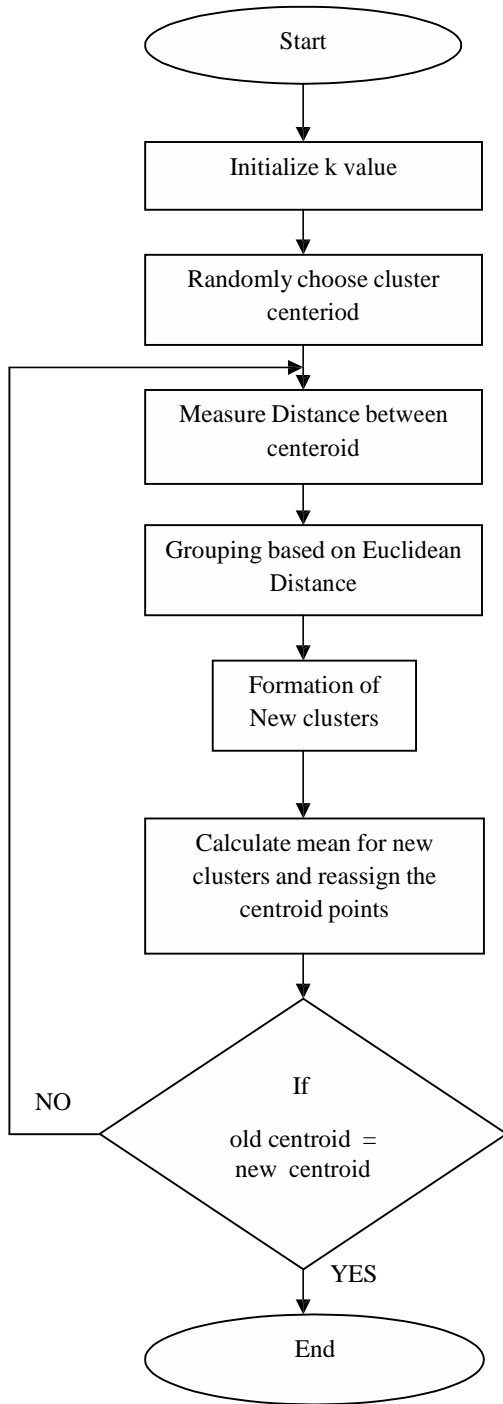 Start
Initialize k value
Randomly choose cluster
centeriod
Measure Distance between
centeroid
Grouping based on Euclidean
Distance
Formation of
New clusters
Calculate mean for new
clusters and reassign the
centroid points
If
NO
old centroid =
new centroid
YES
End